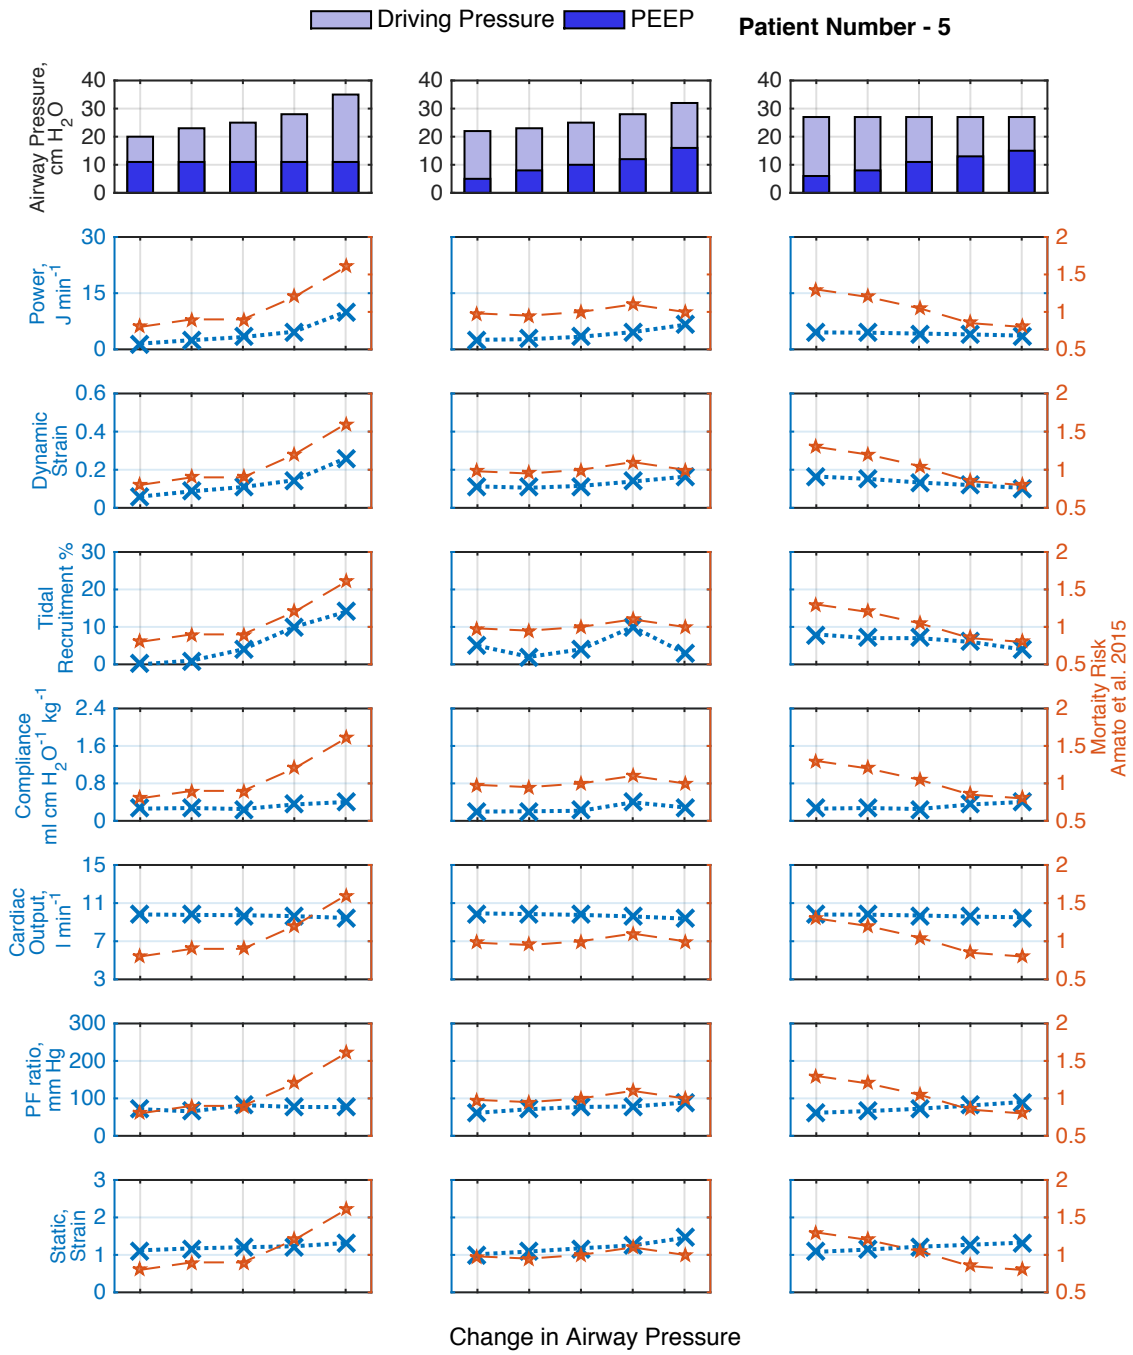 Driving Pressure PEEP Patient Number - 5
Airway Pressure,
cm H2O
40 40 40
30 30 30
20 20 20
10 10 10
0 0 0
Power,
J min-1
30 2
1.5
15
1
0 0.5
Dynamic
Strain
0.6 2
0.4 1.5
0.2 1
0 0.5
Tidal
Recruitment %
30 2
20 1.5
10 1
0 0.5
Mortaity Risk
Amato et al. 2015
Compliance
ml cm H2O-1 kg-1
2.4 2
1.6 1.5
0.8 1
0 0.5
Cardiac
Output,
l min-1
15 2
11 1.5
7 1
3 0.5
PF ratio,
mm Hg
300 2
200 1.5
100 1
0 0.5
Static,
Strain
3 2
2 1.5
1 1
0 0.5
Change in Airway Pressure